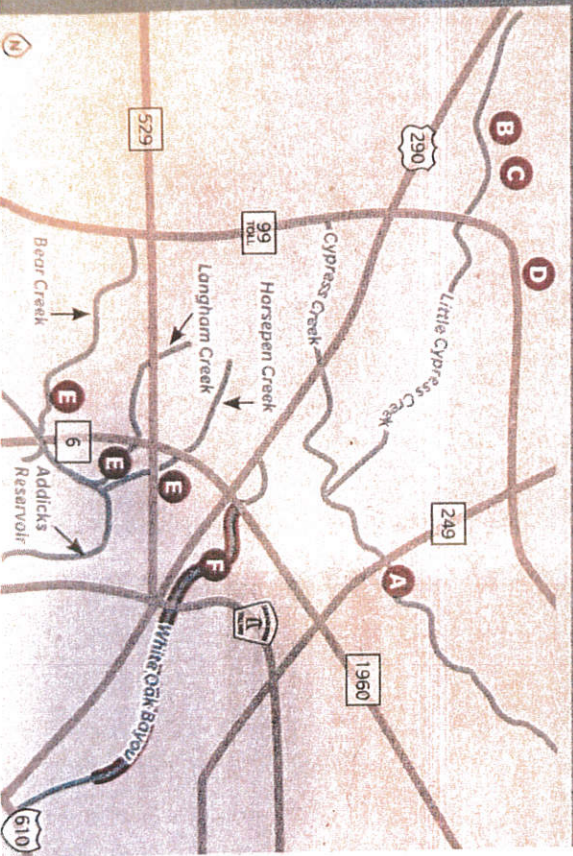 D
C
B
249
Little Cypress Creek
290
A
1960
Cypress Creek
Horsepen Creek
99
TOLL
F
Langham Creek
E
White Oak Bayou
529
E
6
E
Bear Creek
Addicks
Reservoir
610
N